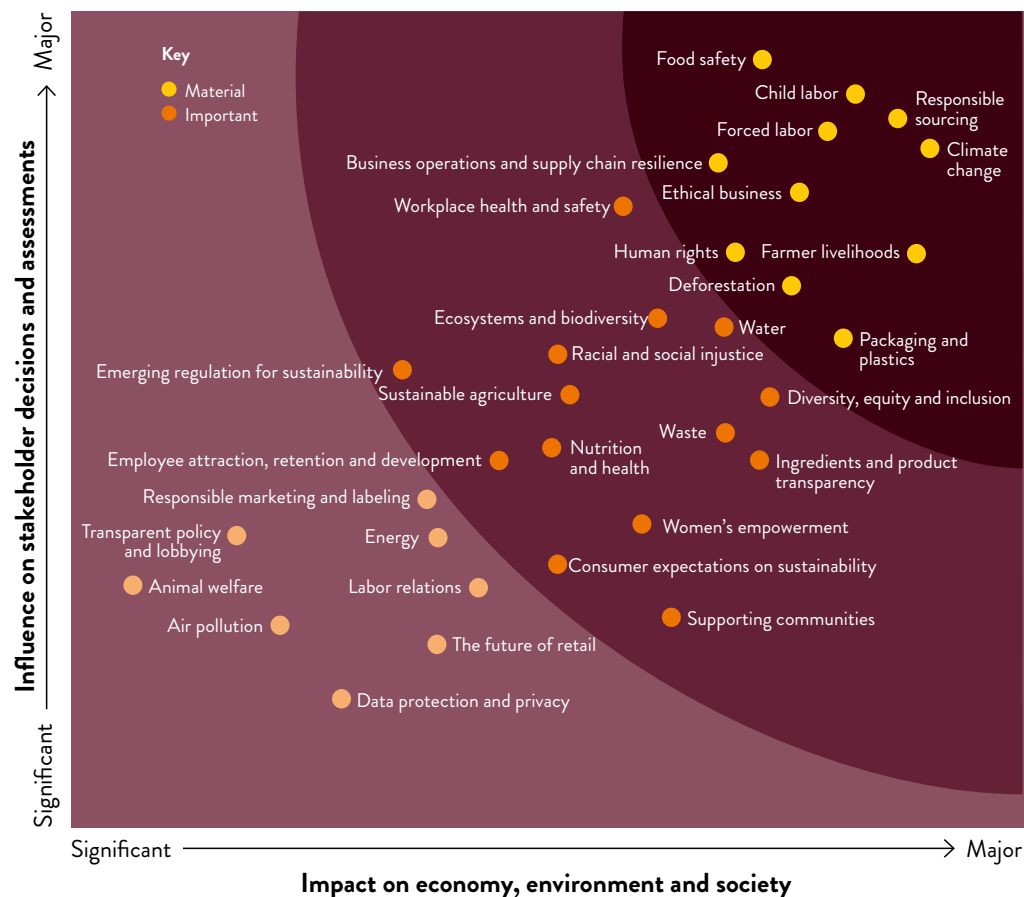 Major
Influence on stakeholder decisions and assessments
Significant
Key
Material
Important
Food safety
Child labor
Responsible
sourcing
Forced labor
Climate
change
Business operations and supply chain resilience
Ethical business
Workplace health and safety
Human rights
Farmer livelihoods
Deforestation
Ecosystems and biodiversity
Water
Packaging and
plastics
Racial and social injustice
Emerging regulation for sustainability
Sustainable agriculture
Diversity, equity and inclusion
Waste
Nutrition
and health
Employee attraction, retention and development
Ingredients and product
transparency
Responsible marketing and labeling
Women’s empowerment
Transparent policy
and lobbying
Energy
Consumer expectations on sustainability
Animal welfare
Labor relations
Air pollution
Supporting communities
The future of retail
Data protection and privacy
Significant
Major
Impact on economy, environment and society